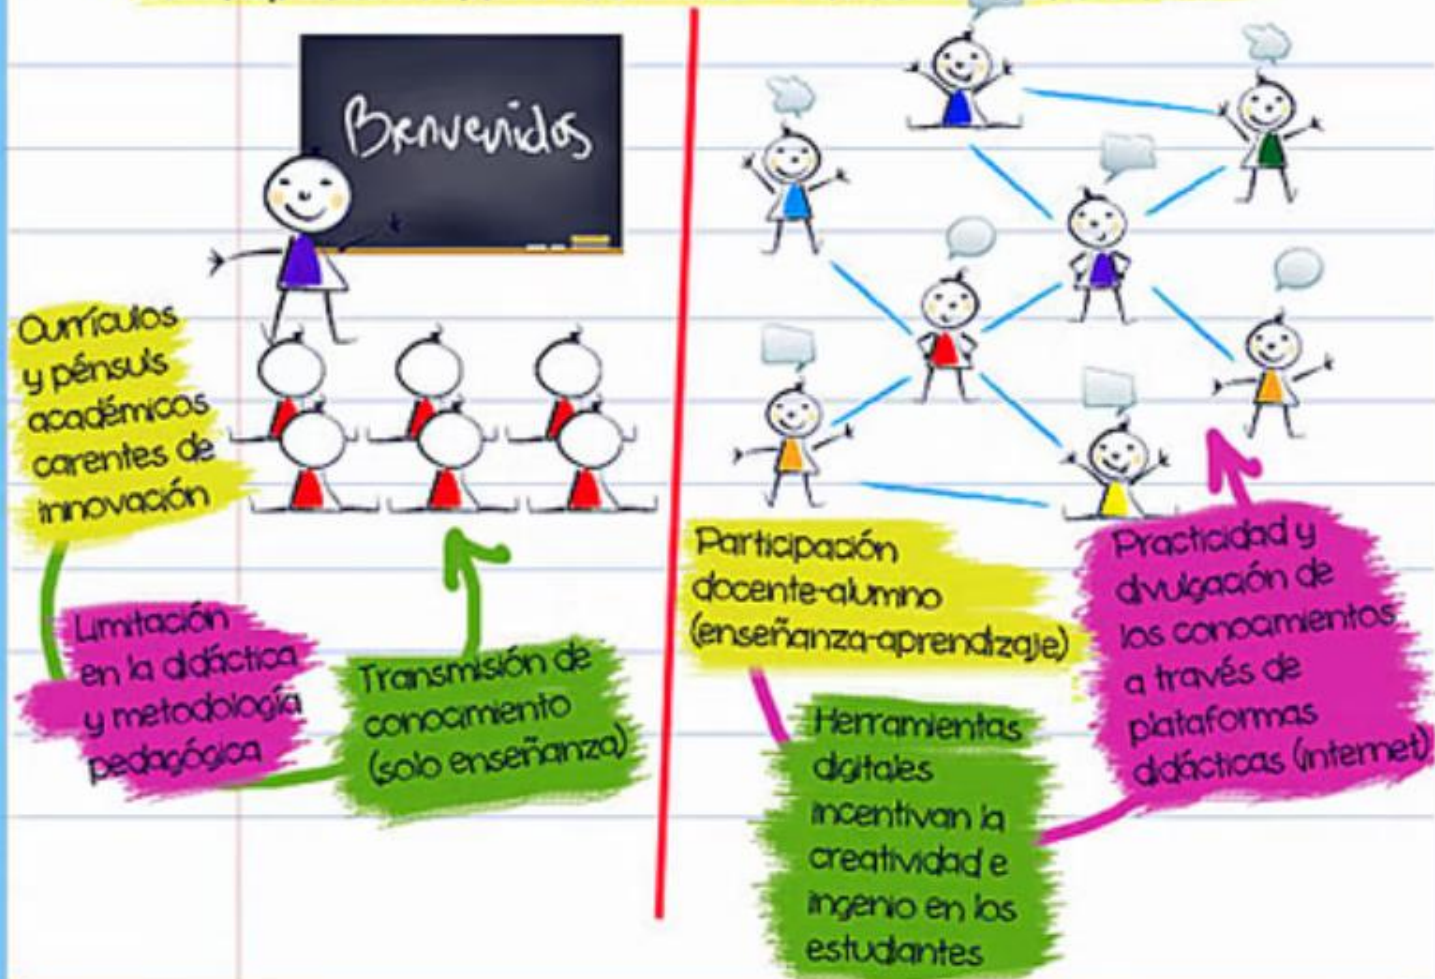 Bienvenidos
Currículos
y pénsuls
académicos
carentes de
innovación
Limitación
en la didáctica
y metodología
pedagógica
Transmisión de
conocimiento
(solo enseñanza)
Participación
docente-alumno
(enseñanza-aprendizaje)
Herramientas
digitales
incentivan la
creatividad e
ingenio en los
estudiantes
Practicidad y
divulgación de
los conocimientos
a través de
plataformas
didácticas (internet)